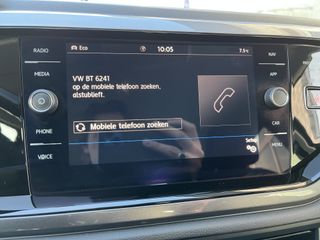 RADIO
MEDIA
PHONE
VOICE
Eco
10:05
7.5°C
VW BT 6241
op de mobiele telefoon zoeken,
alstublieft.
Mobiele telefoon zoeken
NAV
APP
CAR
MENU